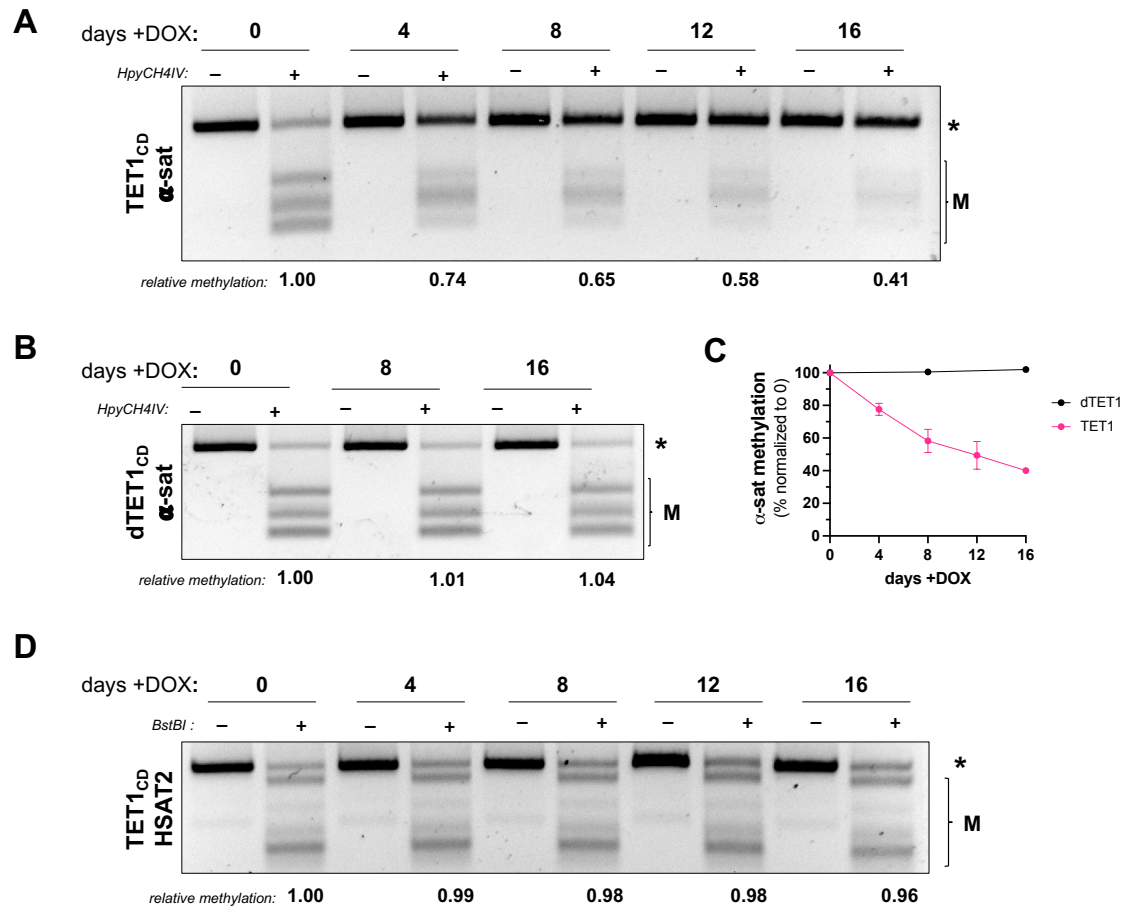 A
days +DOX: 0 4 8 12 16
HpyCH4IV: – + – + – + – + – +
TET1CD
α-sat
*
M
relative methylation: 1.00 0.74 0.65 0.58 0.41
B
days +DOX: 0 8 16
HpyCH4IV: – + – + – +
dTET1CD
α-sat
*
M
relative methylation: 1.00 1.01 1.04
C
α-sat methylation
(% normalized to 0)
100
80
60
40
20
0
0 4 8 12 16
days +DOX
dTET1
TET1
D
days +DOX: 0 4 8 12 16
BstBI : – + – + – + – + – +
TET1CD
HSAT2
*
M
relative methylation: 1.00 0.99 0.98 0.98 0.96